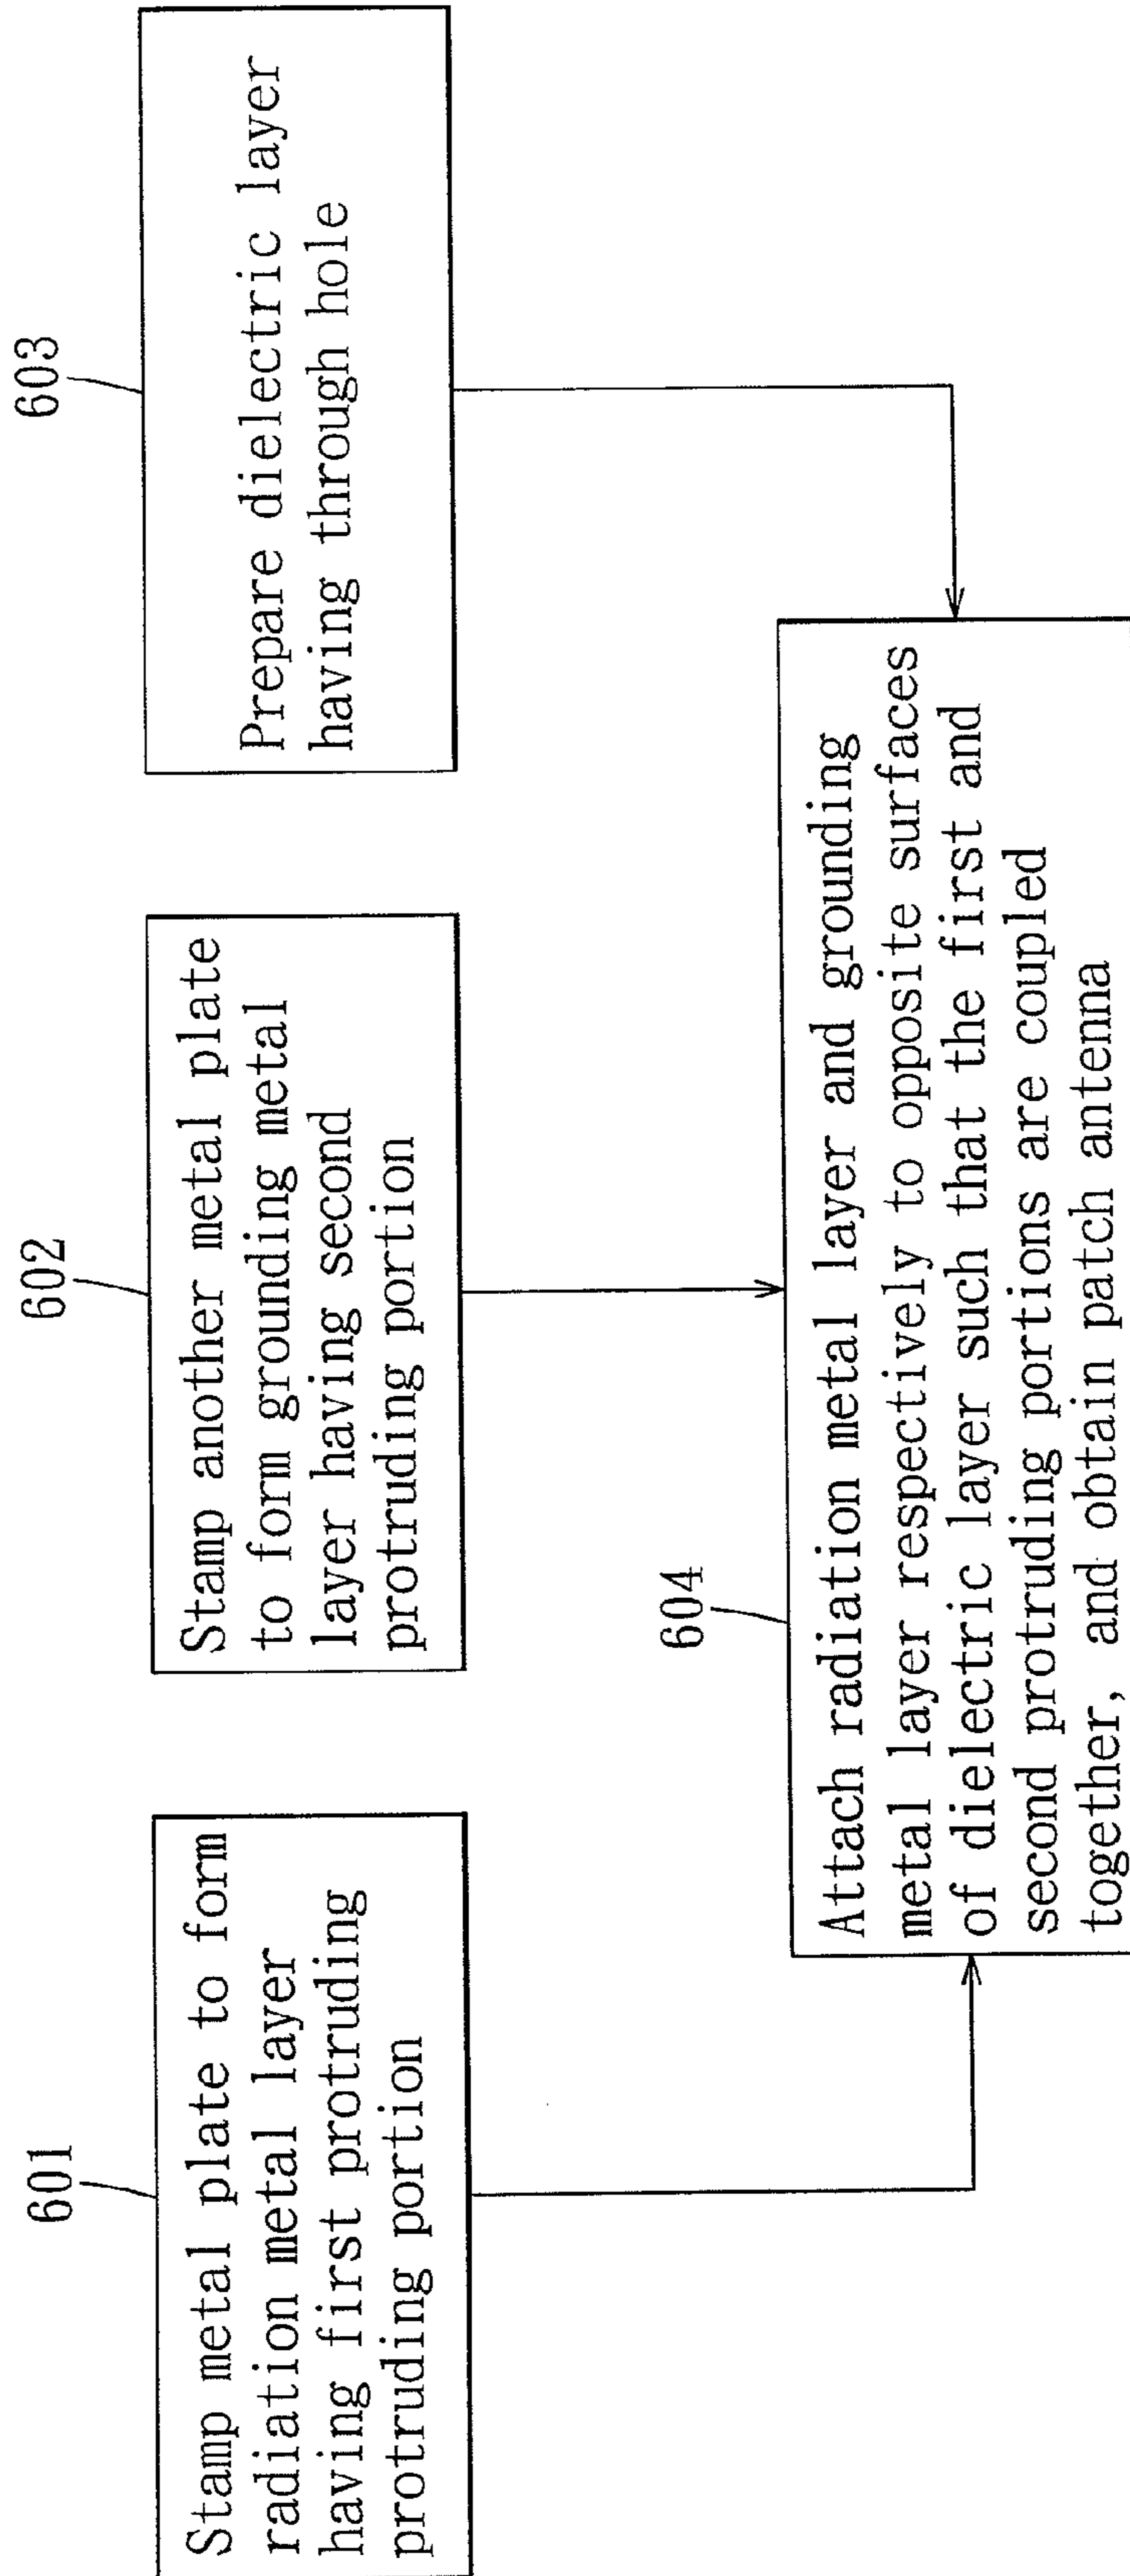 601
Stamp metal plate to form
radiation metal layer
having first protruding
protruding portion
602
Stamp another metal plate
to form grounding metal
layer having second
protruding portion
603
Prepare dielectric layer
having through hole
604
Attach radiation metal layer and grounding
metal layer respectively to opposite surfaces
of dielectric layer such that the first and
second protruding portions are coupled
together, and obtain patch antenna